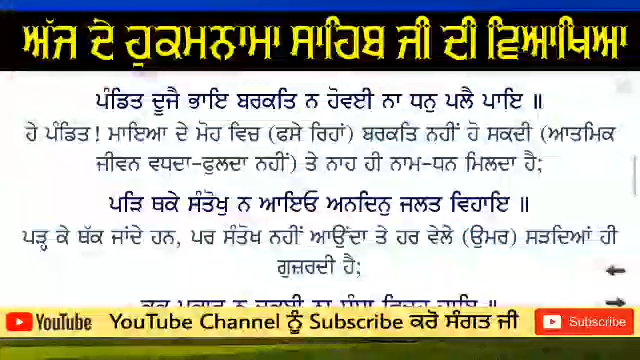 ਅੱਜ ਦੇ ਹੁਕਮਨਾਮਾ ਸਾਹਿਬ ਜੀ ਦੀ ਵਿਆਖਿਆ
ਪੰਡਿਤ ਦੂਜੈ ਭਾਇ ਬਰਕਤਿ ਨ ਹੋਵਈ ਨਾ ਧਨੁ ਪਲੈ ਪਾਇ ॥
ਹੇ ਪੰਡਿਤ! ਮਾਇਆ ਦੇ ਮੋਹ ਵਿਚ (ਫਸੇ ਰਿਹਾਂ) ਬਰਕਤਿ ਨਹੀਂ ਹੋ ਸਕਦੀ (ਆਤਮਿਕ
ਜੀਵਨ ਵਧਦਾ-ਫੁਲਦਾ ਨਹੀਂ) ਤੇ ਨਾਹ ਹੀ ਨਾਮ-ਧਨ ਮਿਲਦਾ ਹੈ;
ਪੜਿ ਥਕੇ ਸੰਤੋਖੁ ਨ ਆਇਓ ਅਨਦਿਨੁ ਜਲਤ ਵਿਹਾਇ ॥
ਪੜ੍ਹ ਕੇ ਥੱਕ ਜਾਂਦੇ ਹਨ, ਪਰ ਸੰਤੋਖ ਨਹੀਂ ਆਉਂਦਾ ਤੇ ਹਰ ਵੇਲੇ (ਉਮਰ) ਸੜਦਿਆਂ ਹੀ
ਗੁਜ਼ਰਦੀ ਹੈ;
YouTube YouTube Channel ਨੂੰ Subscribe ਕਰੋ ਸੰਗਤ ਜੀ Subscribe